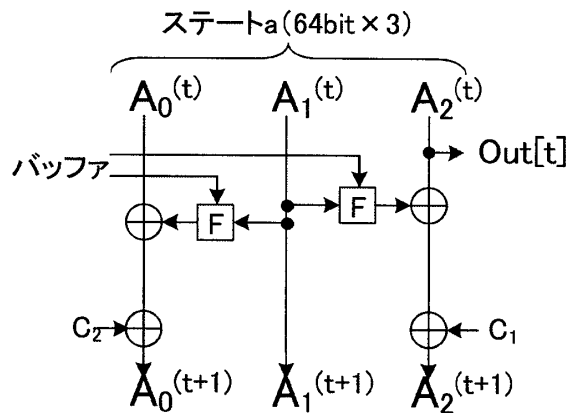 ステートa(64bit×3)
A₀⁽ᵗ⁾ A₁⁽ᵗ⁾ A₂⁽ᵗ⁾
Out[t]
バッファ
F F
C₂ C₁
A₀⁽ᵗ⁺¹⁾ A₁⁽ᵗ⁺¹⁾ A₂⁽ᵗ⁺¹⁾